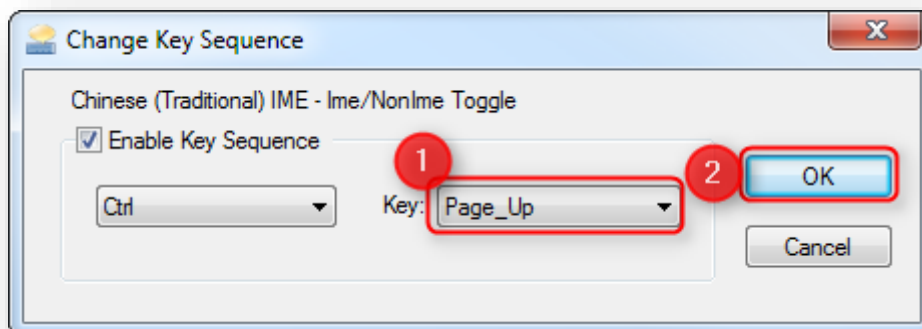 Change Key Sequence
Chinese (Traditional) IME - Ime/NonIme Toggle
Enable Key Sequence
1
2
Ctrl
Key: Page_Up
OK
Cancel